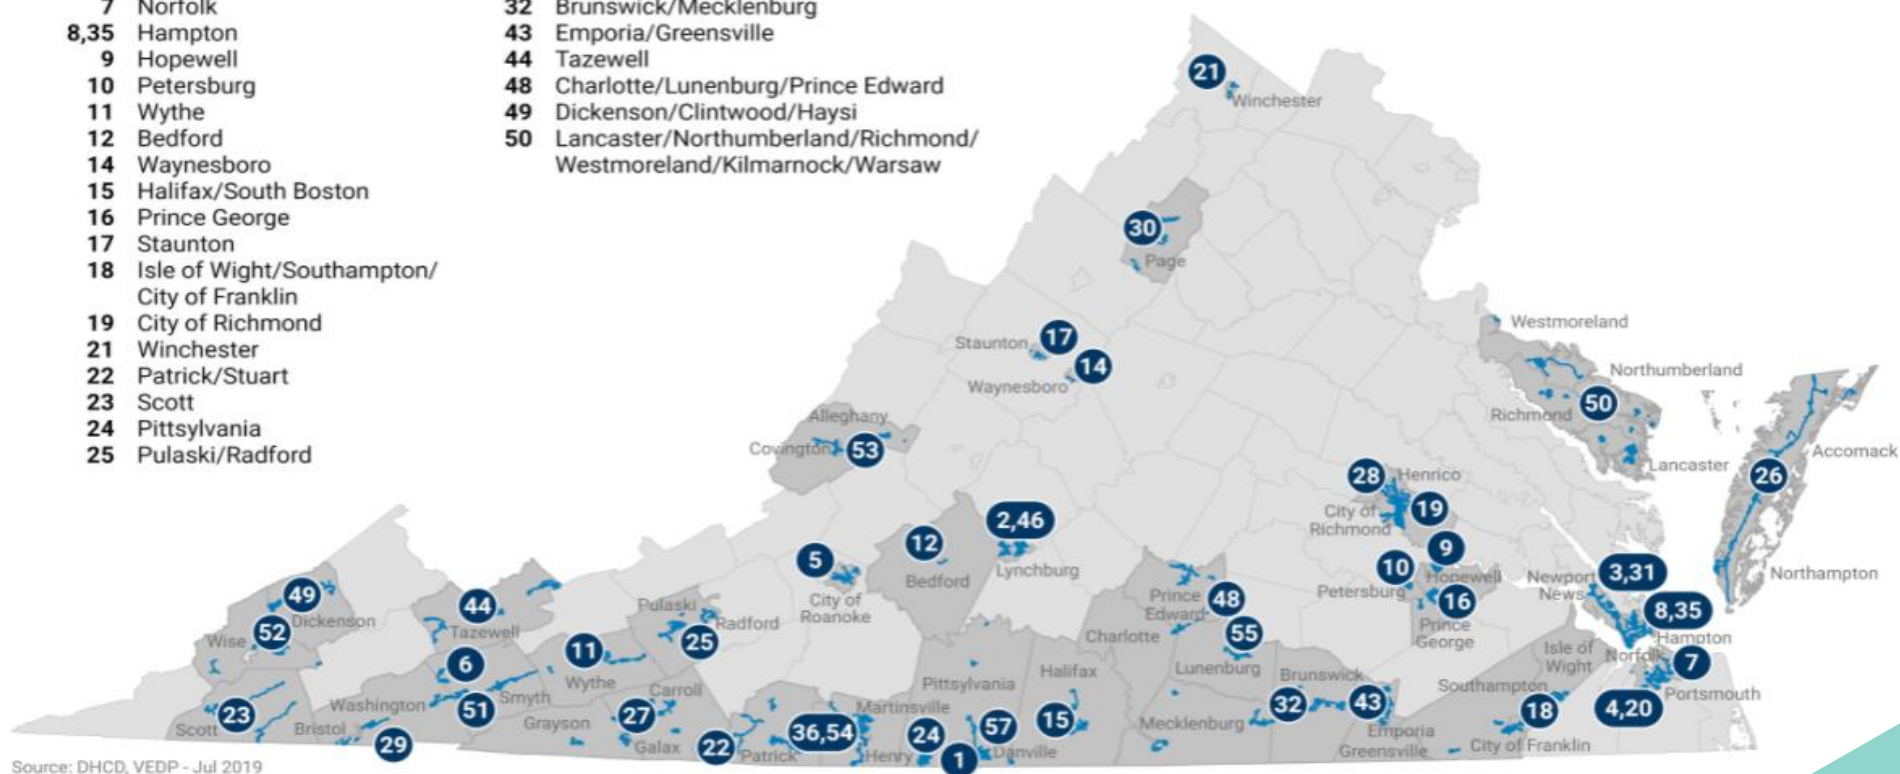 7 Norfolk
8,35 Hampton
9 Hopewell
10 Petersburg
11 Wythe
12 Bedford
14 Waynesboro
15 Halifax/South Boston
16 Prince George
17 Staunton
18 Isle of Wight/Southampton/
City of Franklin
19 City of Richmond
21 Winchester
22 Patrick/Stuart
23 Scott
24 Pittsylvania
25 Pulaski/Radford
32 Brunswick/Mecklenburg
43 Emporia/Greensville
44 Tazewell
48 Charlotte/Lunenburg/Prince Edward
49 Dickenson/Clintwood/Haysi
50 Lancaster/Northumberland/Richmond/
Westmoreland/Kilmarnock/Warsaw
21
Winchester
30
Page
Westmoreland
Staunton
17
14
Waynesboro
Northumberland
Richmond
50
Alleghany
Covington
53
Lancaster
Accomack
26
28
Henrico
City of
Richmond
19
2,46
Lynchburg
12
Bedford
5
City of
Roanoke
9
10
Hopewell
Petersburg
16
Prince
George
Newport
News
3,31
Northampton
8,35
Hampton
49
Dickenson
52
Wise
44
Tazewell
Pulaski
Radford
25
Prince
Edward
48
55
Charlotte
Lunenburg
Isle of
Wight
Norfolk
7
Portsmouth
4,20
6
11
Wythe
Smyth
51
Washington
Carroll
Grayson
27
Galax
Pittsylvania
Halifax
Brunswick
Southampton
23
Scott
Bristol
29
22
Patrick
Martinsville
36,54
Henry
24
57
Danville
1
15
Mecklenburg
32
43
Emporia
Greensville
18
City of Franklin
Source: DHCD, VEDP - Jul 2019